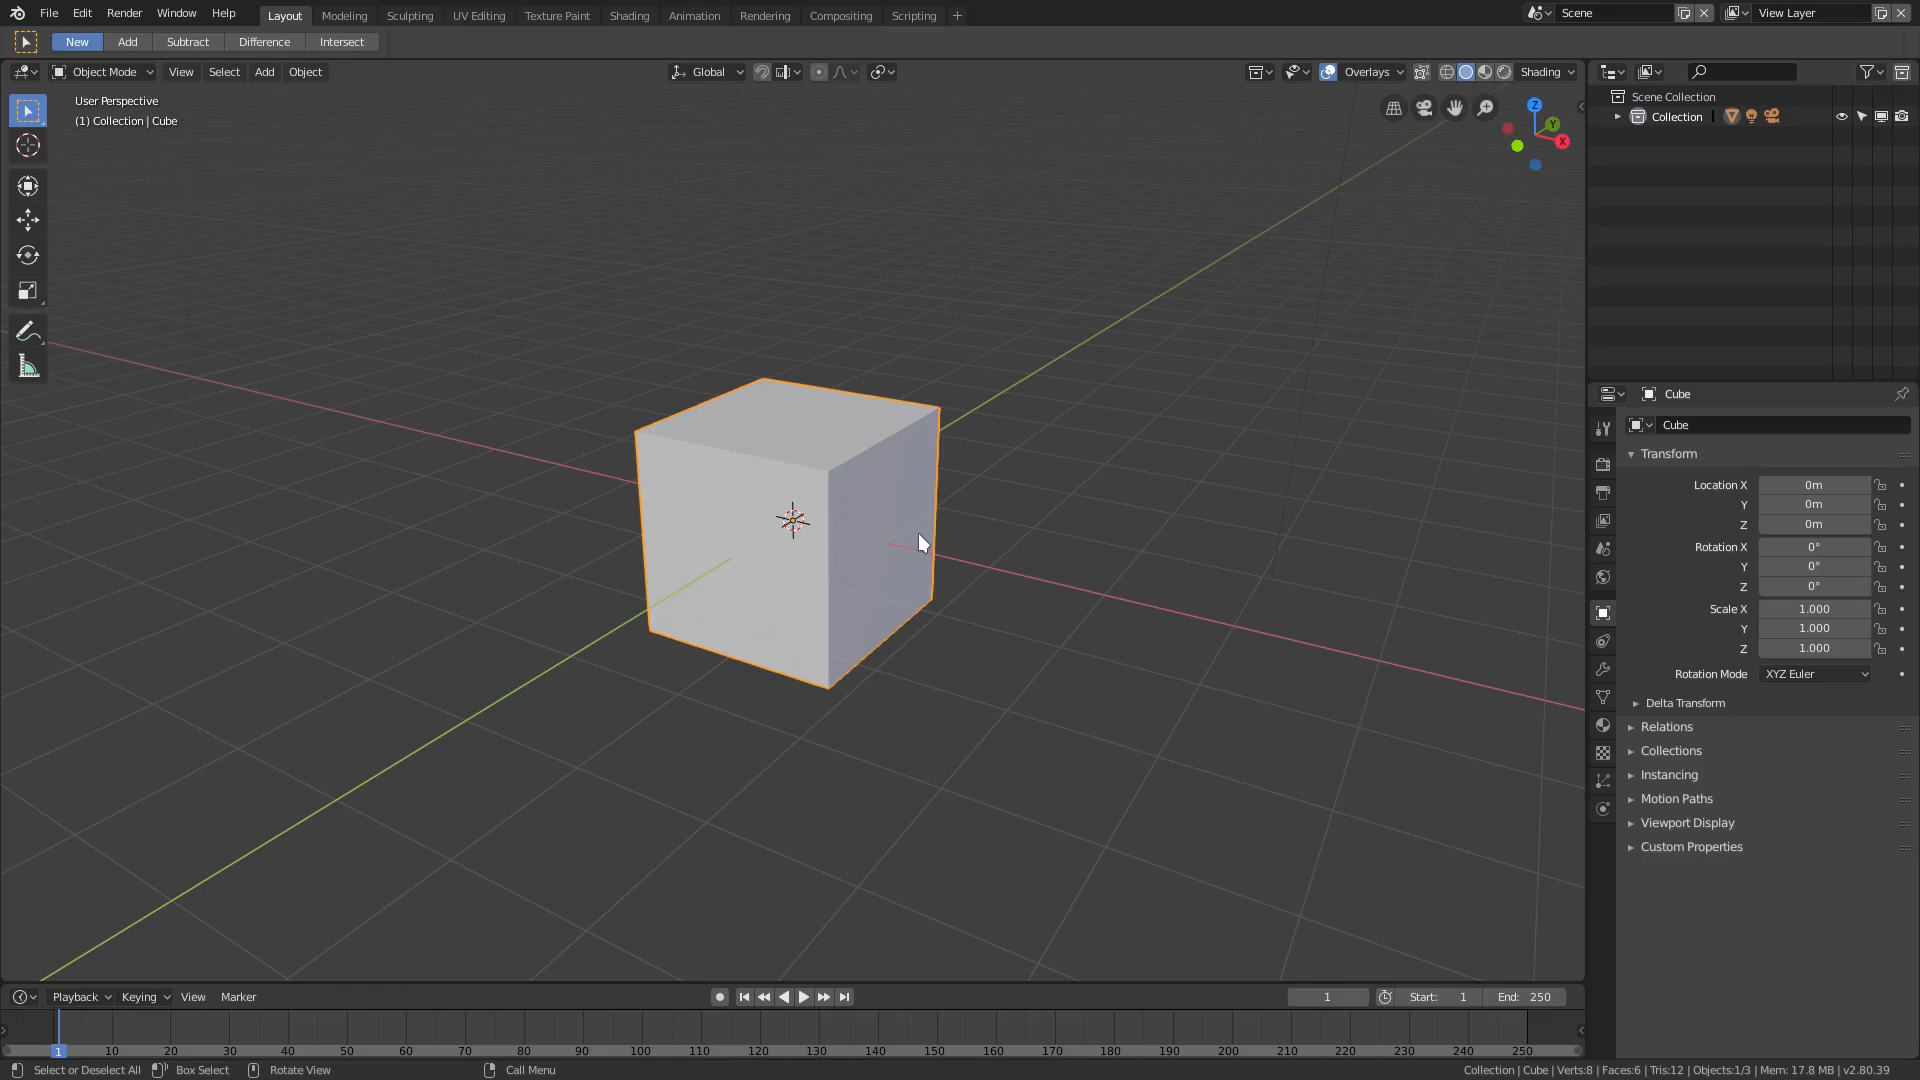 File Edit Render Window Help Layout Modeling Sculpting UV Editing Texture Paint Shading Animation Rendering Compositing Scripting + Scene View Layer
New Add Subtract Difference Intersect
Object Mode View Select Add Object Global Overlays Shading
User Perspective
(1) Collection | Cube
Z
Y
X
Scene Collection
Collection
Cube
Cube
Transform
Location X 0m
Y 0m
Z 0m
Rotation X 0°
Y 0°
Z 0°
Scale X 1.000
Y 1.000
Z 1.000
Rotation Mode XYZ Euler
Delta Transform
Relations
Collections
Instancing
Motion Paths
Viewport Display
Custom Properties
Playback Keying View Marker 1 Start: 1 End: 250
1 10 20 30 40 50 60 70 80 90 100 110 120 130 140 150 160 170 180 190 200 210 220 230 240 250
Select or Deselect All Box Select Rotate View Call Menu Collection | Cube | Verts:8 | Faces:6 | Tris:12 | Objects:1/3 | Mem: 17.8 MB | v2.80.39